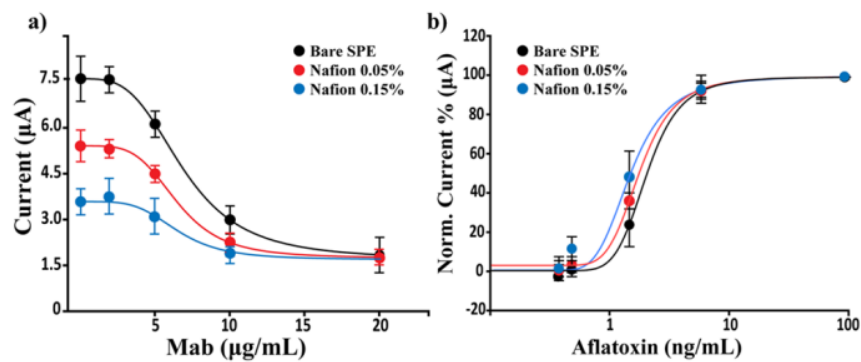 a)
Bare SPE
Nafion 0.05%
Nafion 0.15%
Current (µA)
7.5
6.0
4.5
3.0
1.5
5
10
20
Mab (µg/mL)
b)
Bare SPE
Nafion 0.05%
Nafion 0.15%
Norm. Current % (µA)
120
100
80
60
40
20
0
-20
1
10
100
Aflatoxin (ng/mL)